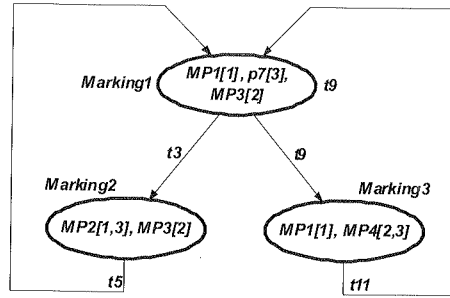 MP1[1], p7[3],
Marking1
t9
MP3[2]
t3
t9
Marking2
Marking3
MP2[1,3], MP3[2]
MP1[1], MP4[2,3]
t5
t11